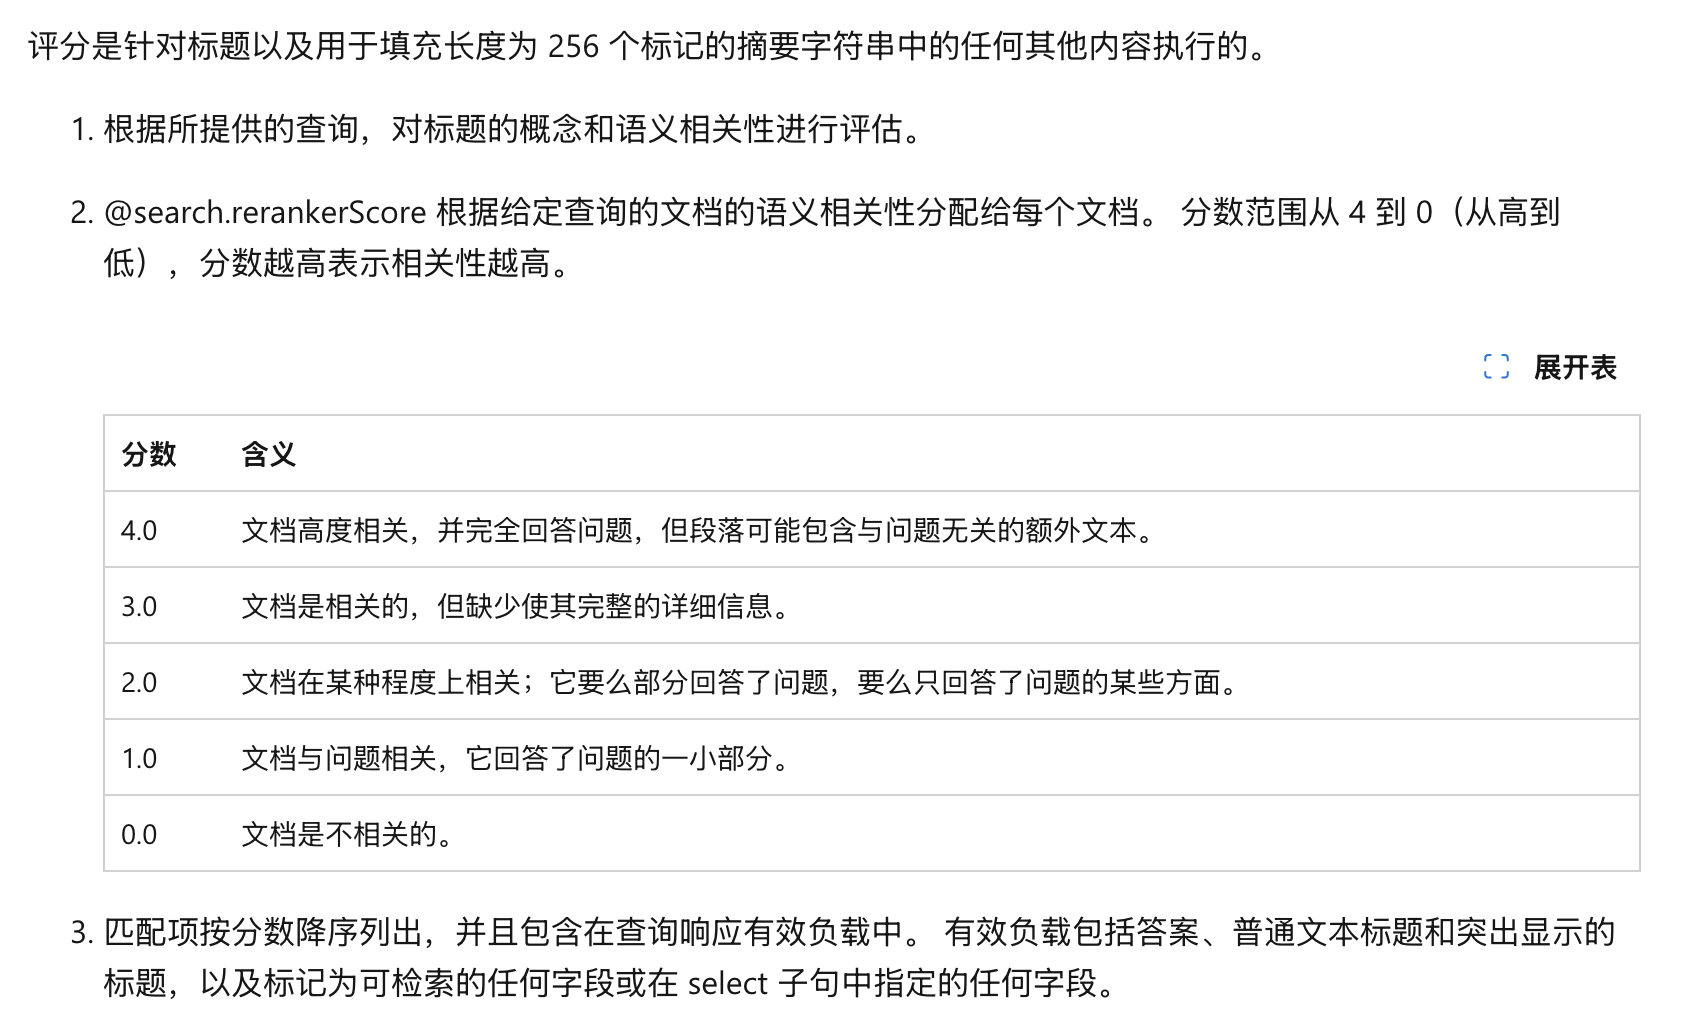 评分是针对标题以及用于填充长度为 256 个标记的摘要字符串中的任何其他内容执行的。
1. 根据所提供的查询，对标题的概念和语义相关性进行评估。
2. @search.rerankerScore 根据给定查询的文档的语义相关性分配给每个文档。 分数范围从 4 到 0（从高到
低），分数越高表示相关性越高。
展开表
分数 含义
4.0 文档高度相关，并完全回答问题，但段落可能包含与问题无关的额外文本。
3.0 文档是相关的，但缺少使其完整的详细信息。
2.0 文档在某种程度上相关；它要么部分回答了问题，要么只回答了问题的某些方面。
1.0 文档与问题相关，它回答了问题的一小部分。
0.0 文档是不相关的。
3. 匹配项按分数降序列出，并且包含在查询响应有效负载中。 有效负载包括答案、普通文本标题和突出显示的
标题，以及标记为可检索的任何字段或在 select 子句中指定的任何字段。